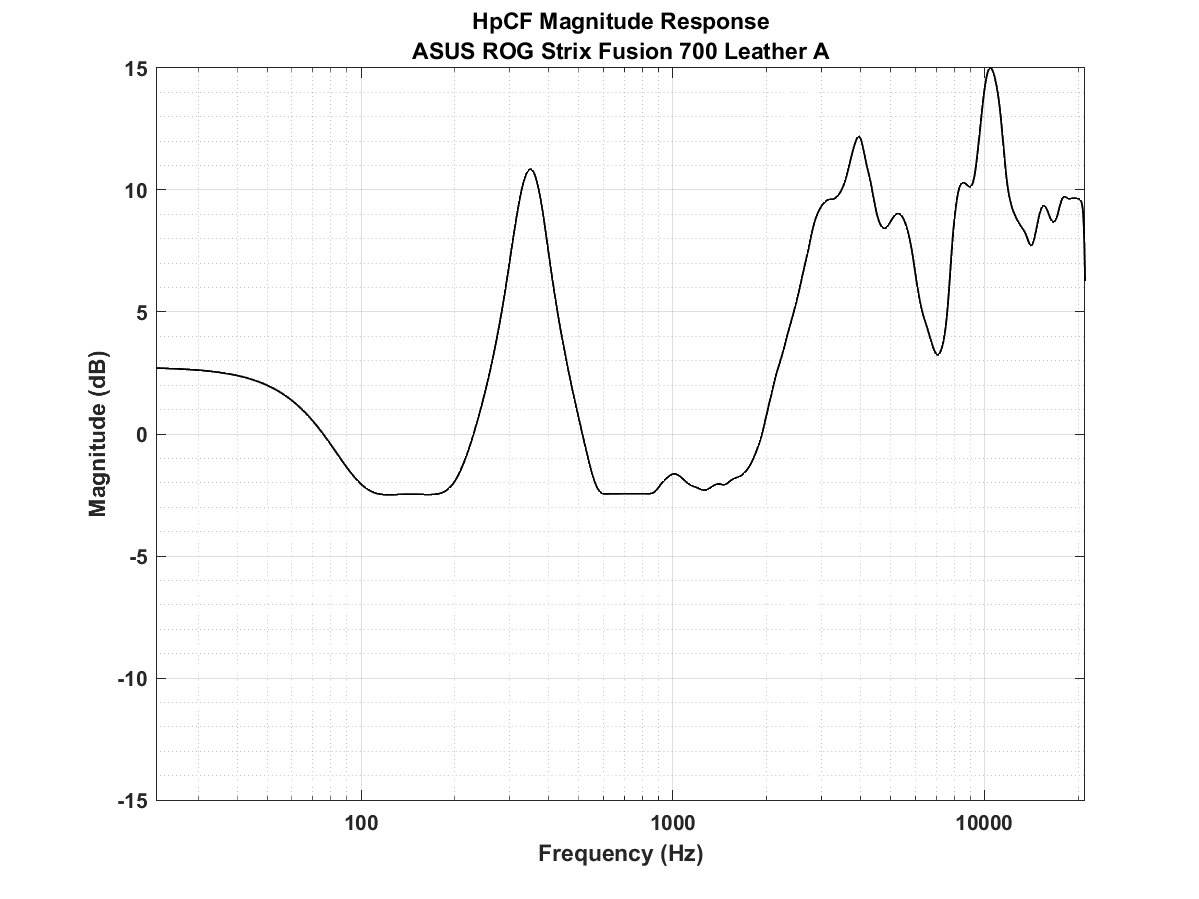 HpCF Magnitude Response
ASUS ROG Strix Fusion 700 Leather A
15
10
5
0
-5
-10
-15
Magnitude (dB)
100 1000 10000
Frequency (Hz)